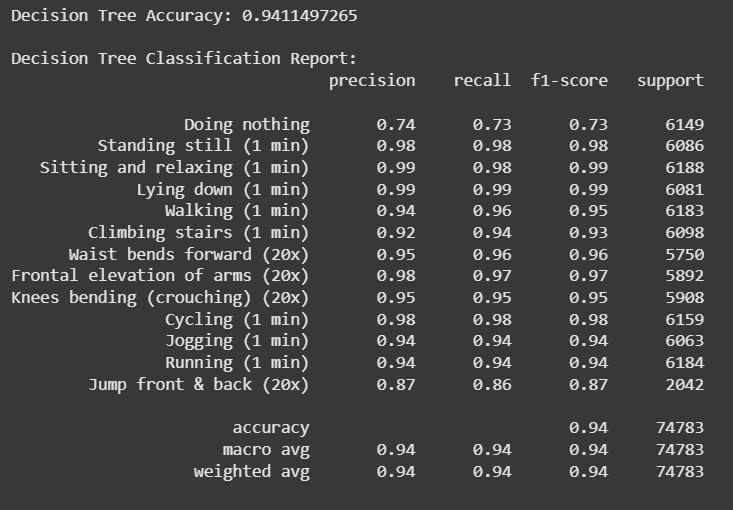 Decision Tree Accuracy: 0.9411497265
Decision Tree Classification Report:
precision recall f1-score support
Doing nothing 0.74 0.73 0.73 6149
Standing still (1 min) 0.98 0.98 0.98 6086
Sitting and relaxing (1 min) 0.99 0.98 0.99 6188
Lying down (1 min) 0.99 0.99 0.99 6081
Walking (1 min) 0.94 0.96 0.95 6183
Climbing stairs (1 min) 0.92 0.94 0.93 6098
Waist bends forward (20x) 0.95 0.96 0.96 5750
Frontal elevation of arms (20x) 0.98 0.97 0.97 5892
Knees bending (crouching) (20x) 0.95 0.95 0.95 5908
Cycling (1 min) 0.98 0.98 0.98 6159
Jogging (1 min) 0.94 0.94 0.94 6063
Running (1 min) 0.94 0.94 0.94 6184
Jump front & back (20x) 0.87 0.86 0.87 2042
accuracy 0.94 74783
macro avg 0.94 0.94 0.94 74783
weighted avg 0.94 0.94 0.94 74783